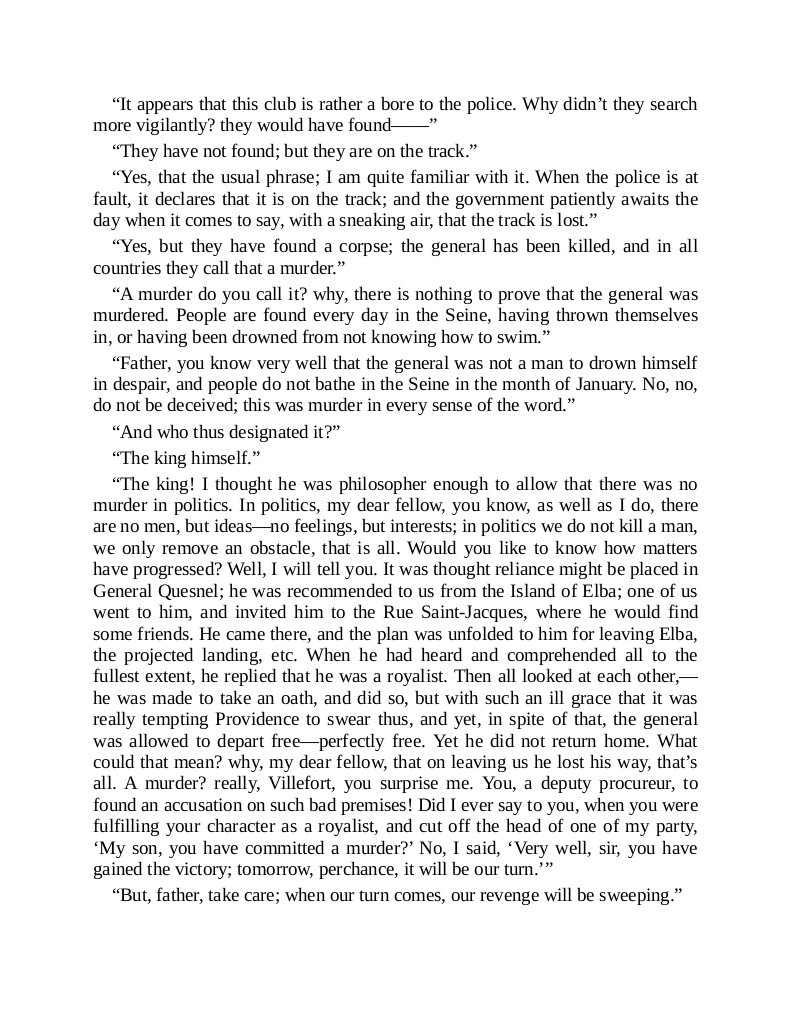 “It appears that this club is rather a bore to the police. Why didn’t they search
more vigilantly? they would have found——”
“They have not found; but they are on the track.”
“Yes, that the usual phrase; I am quite familiar with it. When the police is at
fault, it declares that it is on the track; and the government patiently awaits the
day when it comes to say, with a sneaking air, that the track is lost.”
“Yes, but they have found a corpse; the general has been killed, and in all
countries they call that a murder.”
“A murder do you call it? why, there is nothing to prove that the general was
murdered. People are found every day in the Seine, having thrown themselves
in, or having been drowned from not knowing how to swim.”
“Father, you know very well that the general was not a man to drown himself
in despair, and people do not bathe in the Seine in the month of January. No, no,
do not be deceived; this was murder in every sense of the word.”
“And who thus designated it?”
“The king himself.”
“The king! I thought he was philosopher enough to allow that there was no
murder in politics. In politics, my dear fellow, you know, as well as I do, there
are no men, but ideas—no feelings, but interests; in politics we do not kill a man,
we only remove an obstacle, that is all. Would you like to know how matters
have progressed? Well, I will tell you. It was thought reliance might be placed in
General Quesnel; he was recommended to us from the Island of Elba; one of us
went to him, and invited him to the Rue Saint-Jacques, where he would find
some friends. He came there, and the plan was unfolded to him for leaving Elba,
the projected landing, etc. When he had heard and comprehended all to the
fullest extent, he replied that he was a royalist. Then all looked at each other,—
he was made to take an oath, and did so, but with such an ill grace that it was
really tempting Providence to swear thus, and yet, in spite of that, the general
was allowed to depart free—perfectly free. Yet he did not return home. What
could that mean? why, my dear fellow, that on leaving us he lost his way, that’s
all. A murder? really, Villefort, you surprise me. You, a deputy procureur, to
found an accusation on such bad premises! Did I ever say to you, when you were
fulfilling your character as a royalist, and cut off the head of one of my party,
‘My son, you have committed a murder?’ No, I said, ‘Very well, sir, you have
gained the victory; tomorrow, perchance, it will be our turn.’”
“But, father, take care; when our turn comes, our revenge will be sweeping.”